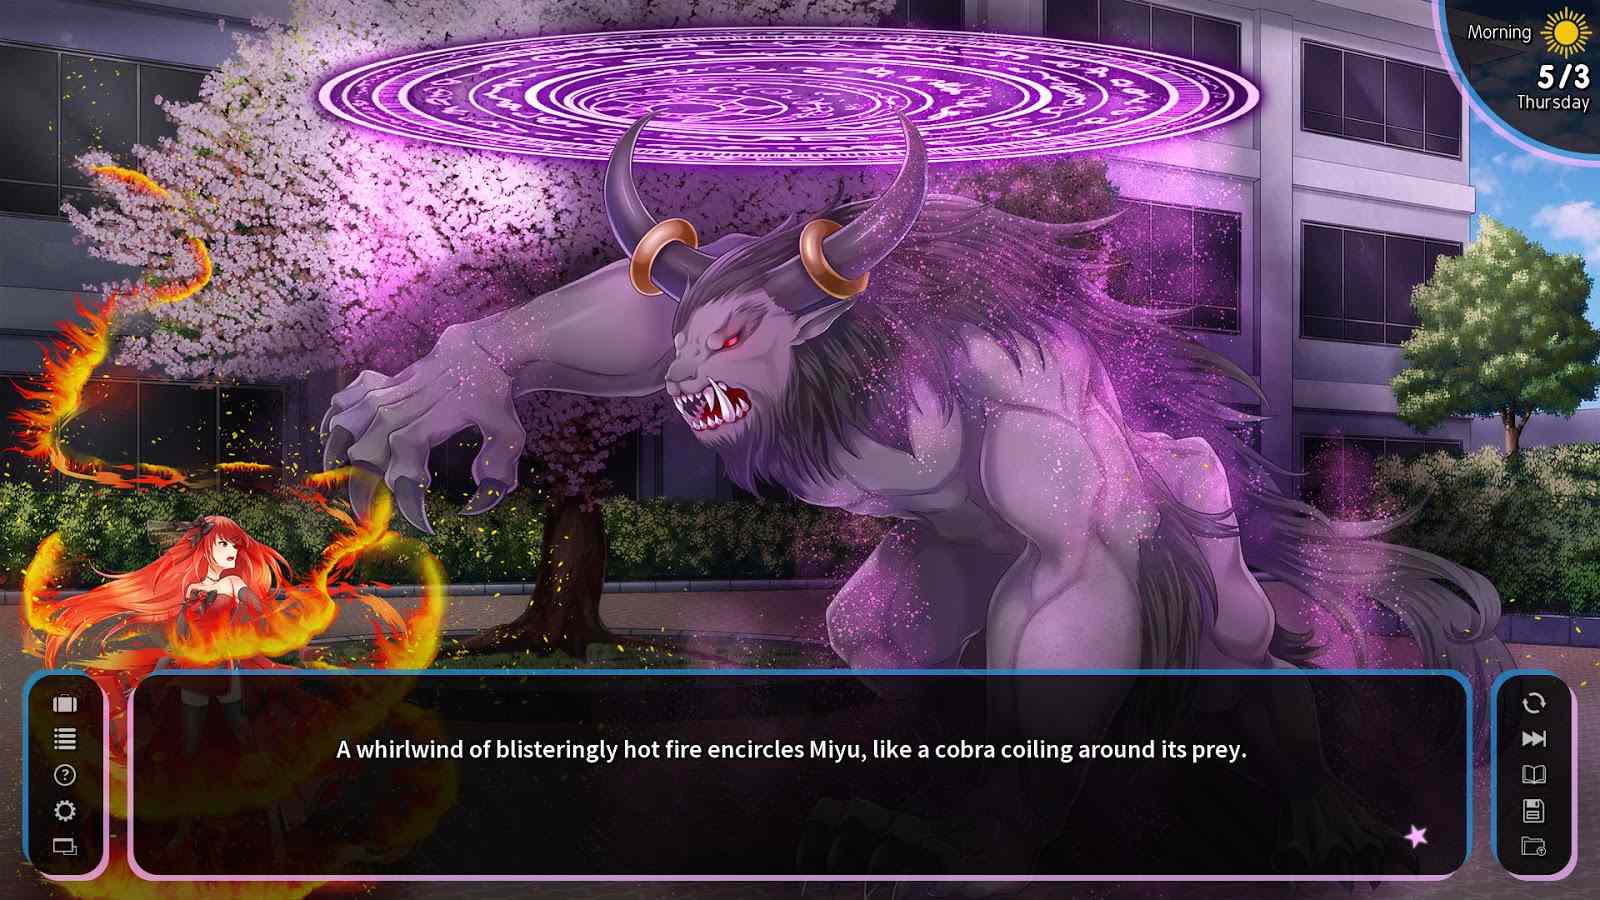 Morning
5/3
Thursday
A whirlwind of blisteringly hot fire encircles Miyu, like a cobra coiling around its prey.